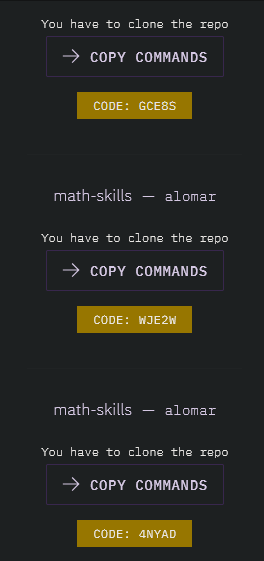 You have to clone the repo
→ COPY COMMANDS
CODE: GCE8S
math-skills — alomar
You have to clone the repo
→ COPY COMMANDS
CODE: WJE2W
math-skills — alomar
You have to clone the repo
→ COPY COMMANDS
CODE: 4NYAD